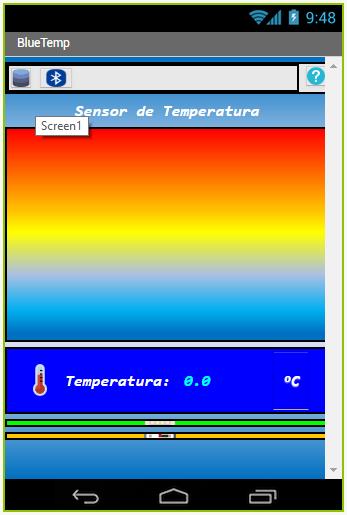 9:48
BlueTemp
?
Sensor de Temperatura
Screen1
Temperatura: 0.0 ºC